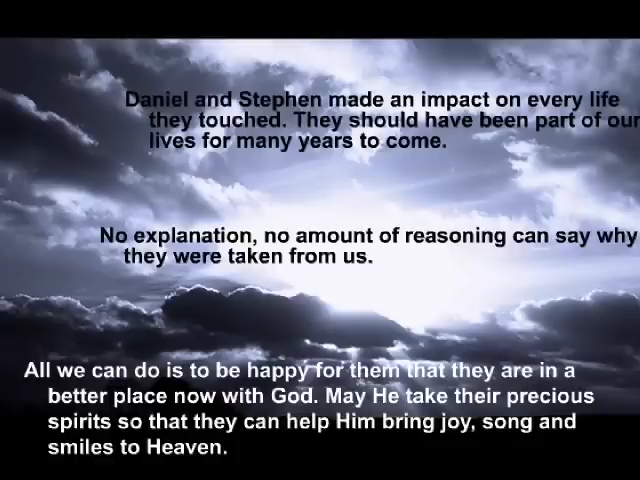 Daniel and Stephen made an impact on every life
they touched. They should have been part of our
lives for many years to come.
No explanation, no amount of reasoning can say why
they were taken from us.
All we can do is to be happy for them that they are in a
better place now with God. May He take their precious
spirits so that they can help Him bring joy, song and
smiles to Heaven.